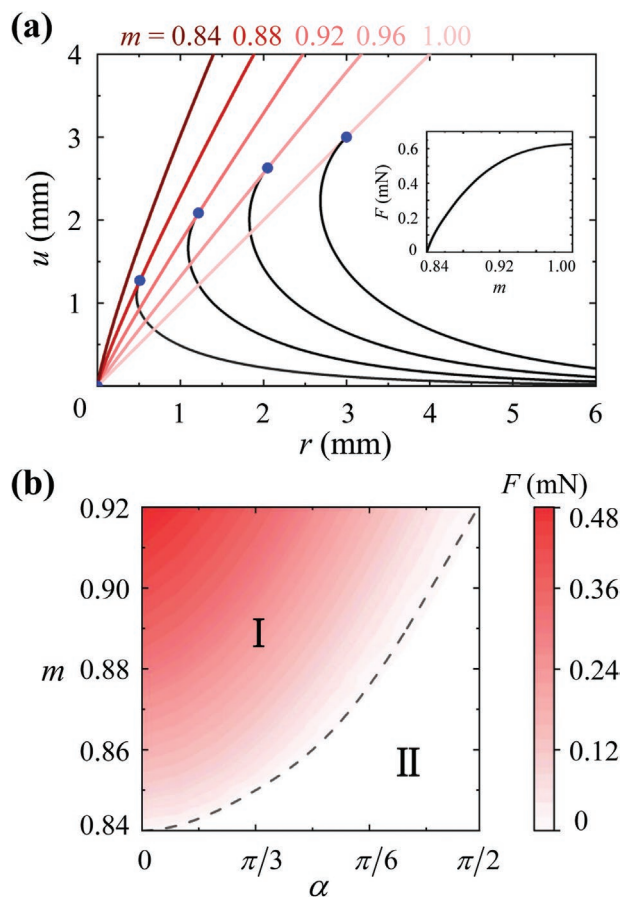 (a)
m = 0.84 0.88 0.92 0.96 1.00
4
3
2
1
0
u (mm)
1 2 3 4 5 6
r (mm)
0.6
0.4
0.2
0
F (mN)
0.84 0.92 1.00
m
(b)
F (mN)
0.92
0.90
0.88
0.86
0.84
m
I
II
0 π/3 π/6 π/2
α
0.48
0.36
0.24
0.12
0